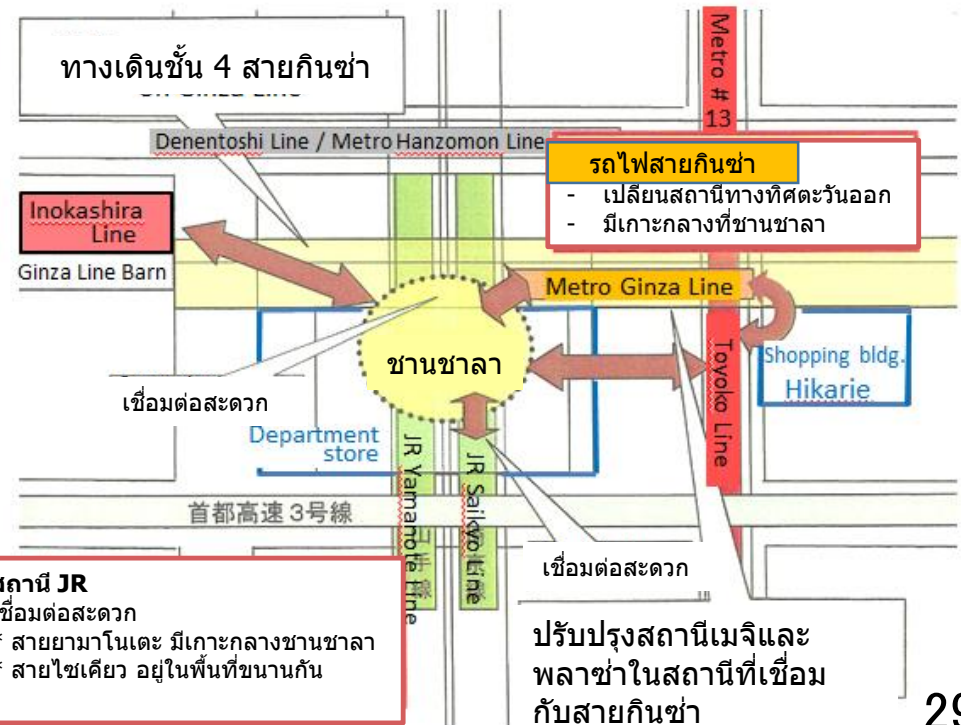 ทางเดินชั้น 4 สายกินซ่า
Metro # 13
Denentoshi Line / Metro Hanzomon Line
รถไฟสายกินซ่า
- เปลี่ยนสถานีทางทิศตะวันออก
- มีเกาะกลางที่ชานชาลา
Inokashira
Line
Ginza Line Barn
Metro Ginza Line
ชานชาลา
Toyoko Line
Shopping bldg.
Hikarie
เชื่อมต่อสะดวก
Department
store
JR Yamanote Line
JR Saikyo Line
首都高速3号線
เชื่อมต่อสะดวก
สถานี JR
เชื่อมต่อสะดวก
* สายยามาโนเตะ มีเกาะกลางชานชาลา
* สายไซเคียว อยู่ในพื้นที่ขนานกัน
ปรับปรุงสถานีเมจิและ
พลาซ่าในสถานีที่เชื่อม
กับสายกินซ่า
29